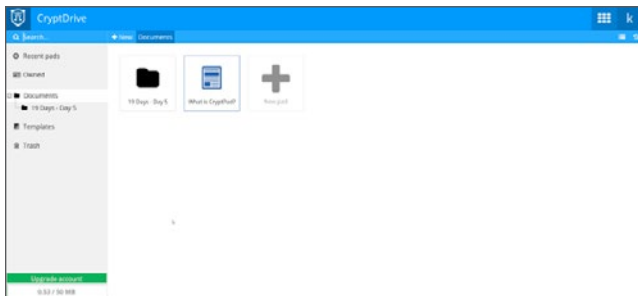 CryptDrive
k
Search...
+ New Documents
Recent pads
Owned
Documents
19 Days - Day 5
Templates
Trash
19 Days - Day 5
What is CryptPad?
New pad
Upgrade account
0.53 / 50 MB